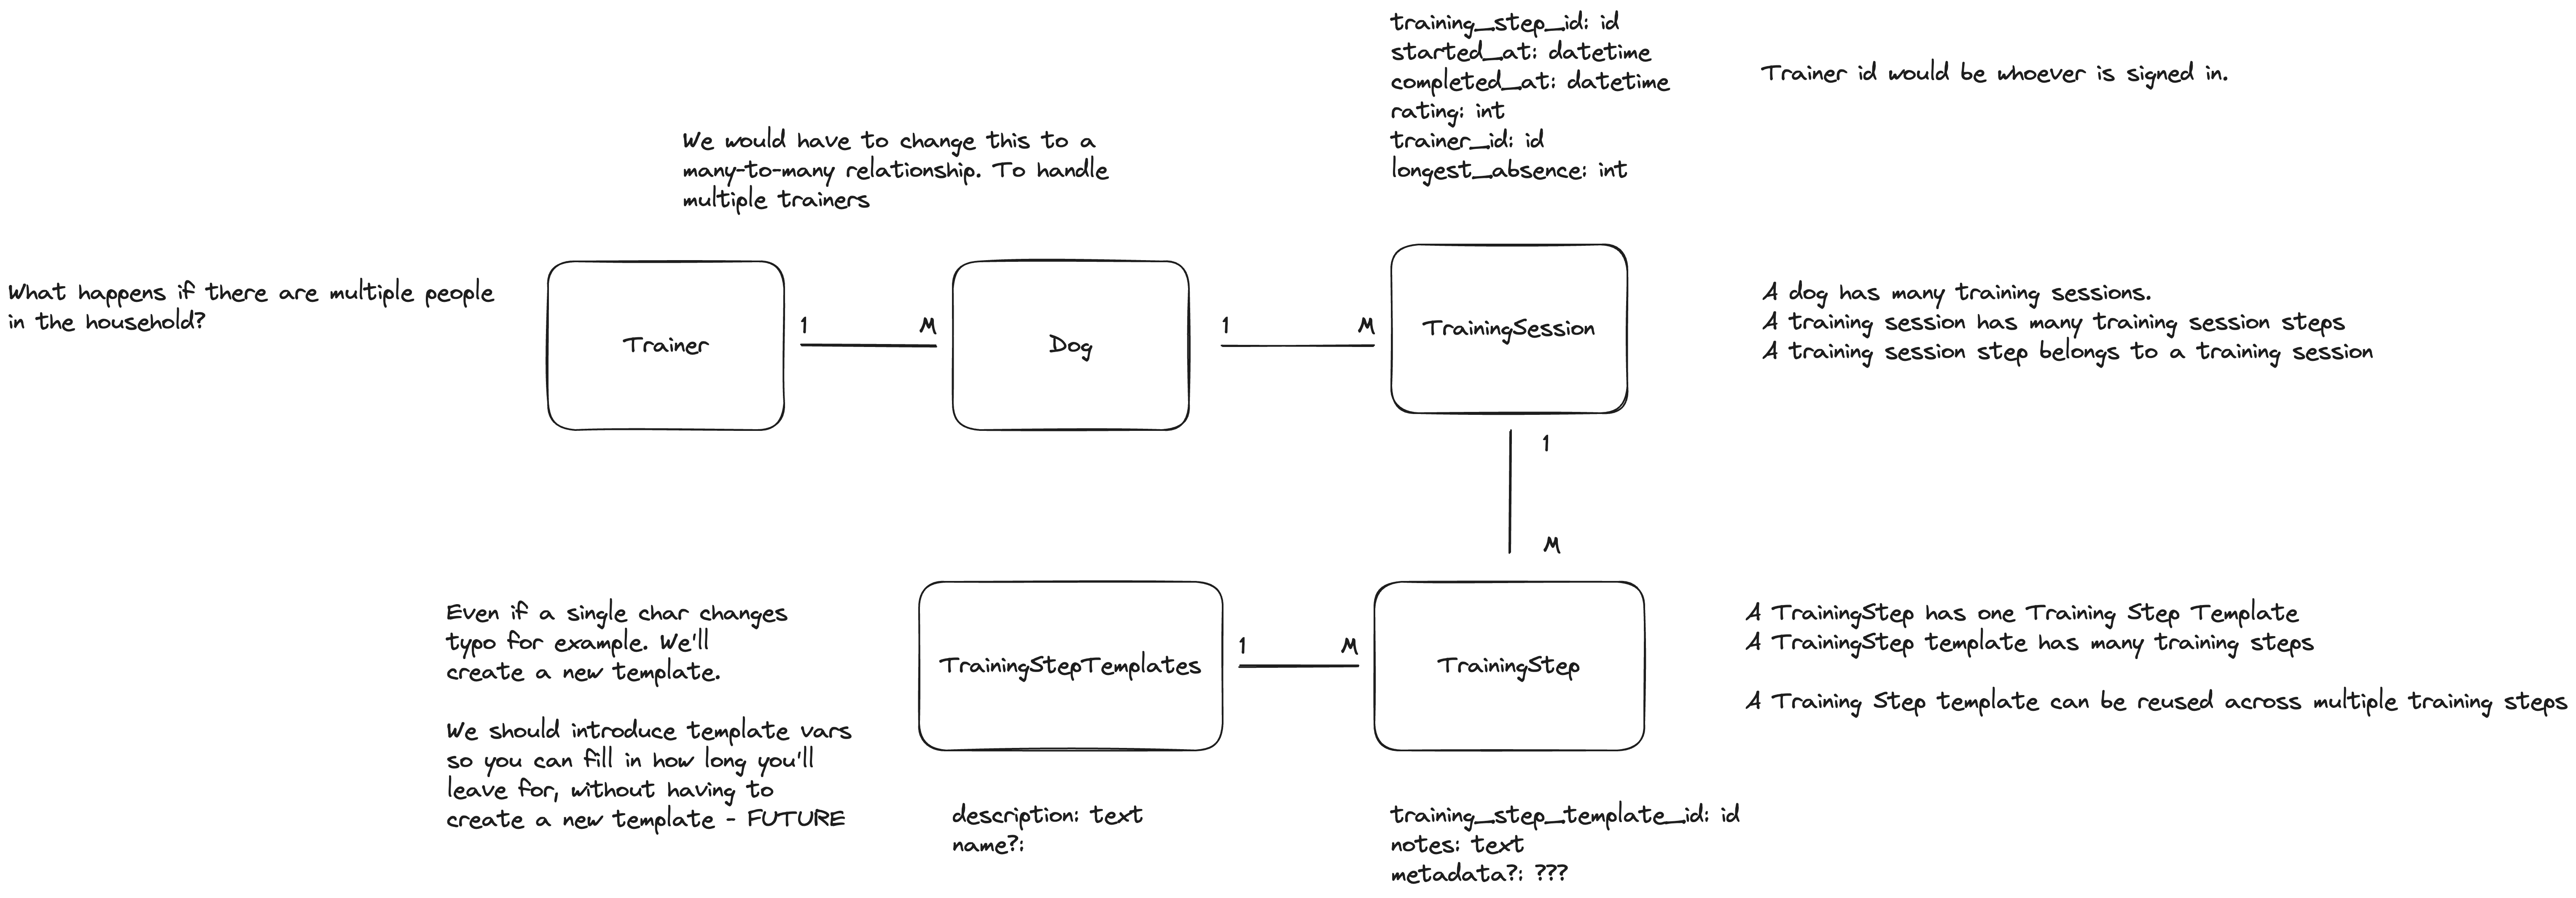 training_step_id: id
started_at: datetime
completed_at: datetime
rating: int
trainer_id: id
longest_absence: int
Trainer id would be whoever is signed in.
We would have to change this to a
many-to-many relationship. To handle
multiple trainers
What happens if there are multiple people
in the household?
Trainer
1
M
Dog
1
M
TrainingSession
A dog has many training sessions.
A training session has many training session steps
A training session step belongs to a training session
1
M
Even if a single char changes
typo for example. We'll
create a new template.
We should introduce template vars
so you can fill in how long you'll
leave for, without having to
create a new template - FUTURE
TrainingStepTemplates
1
M
TrainingStep
A TrainingStep has one Training Step Template
A TrainingStep template has many training steps
A Training Step template can be reused across multiple training steps
description: text
name?:
training_step_template_id: id
notes: text
metadata?: ???